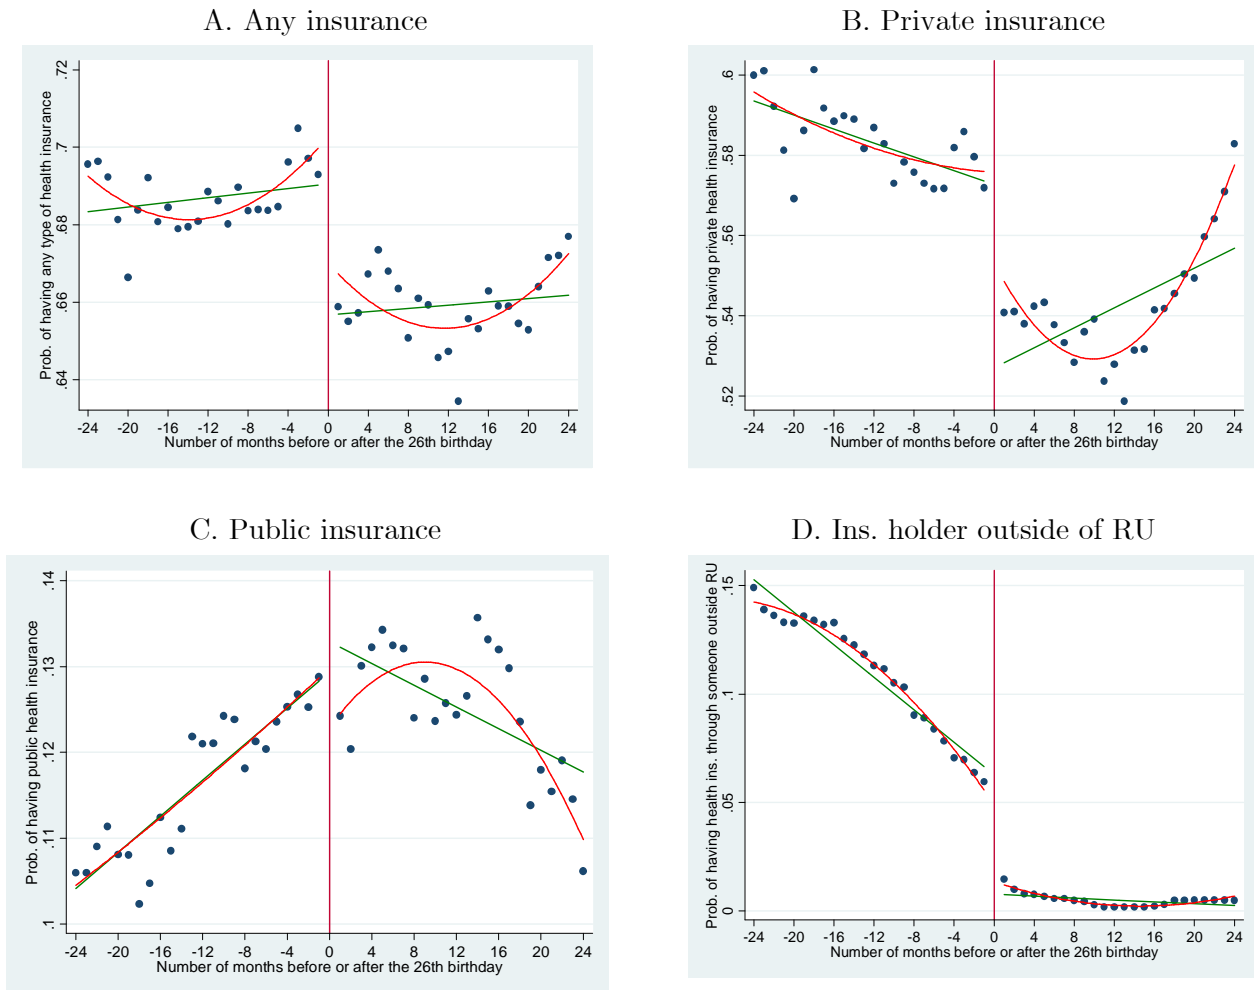 A. Any insurance
Prob. of having any type of health insurance
.72
.7
.68
.66
.64
-24 -20 -16 -12 -8 -4 0 4 8 12 16 20 24
Number of months before or after the 26th birthday
B. Private insurance
Prob. of having private health insurance
.6
.58
.56
.54
.52
-24 -20 -16 -12 -8 -4 0 4 8 12 16 20 24
Number of months before or after the 26th birthday
C. Public insurance
Prob. of having public health insurance
.14
.13
.12
.11
.1
-24 -20 -16 -12 -8 -4 0 4 8 12 16 20 24
Number of months before or after the 26th birthday
D. Ins. holder outside of RU
Prob. of having health ins. through someone outside RU
.15
.1
.05
0
-24 -20 -16 -12 -8 -4 0 4 8 12 16 20 24
Number of months before or after the 26th birthday